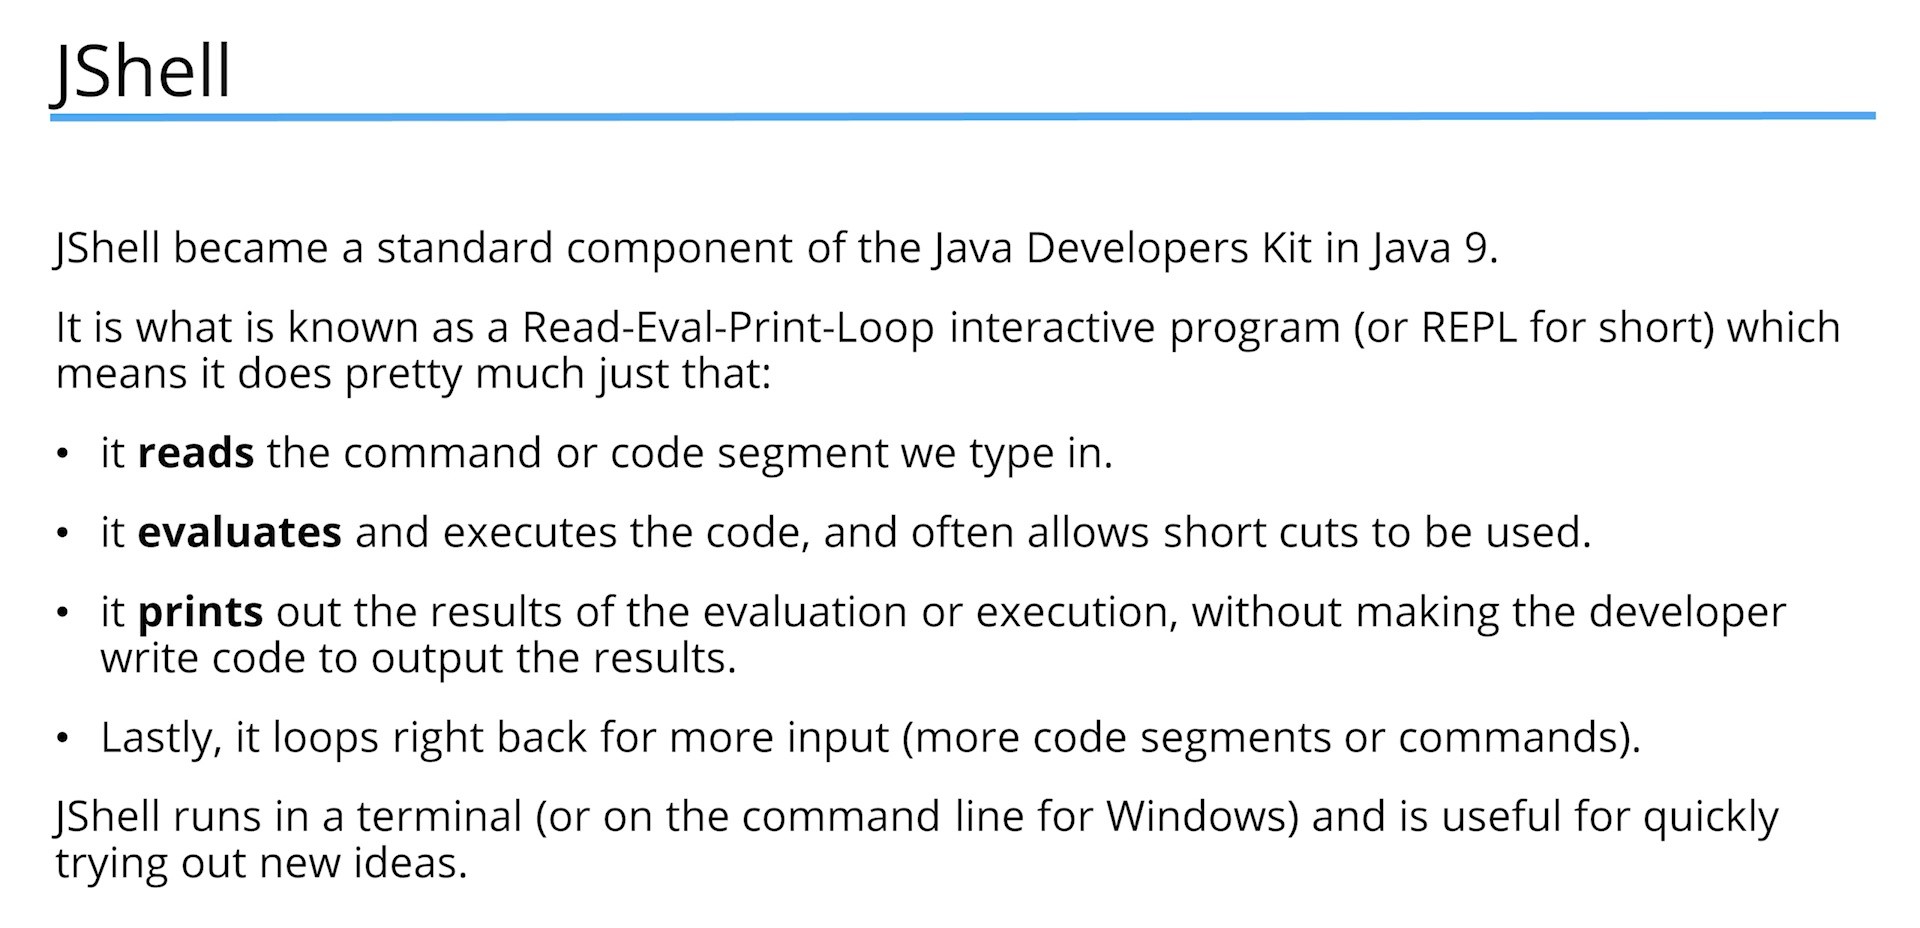 JShell
JShell became a standard component of the Java Developers Kit in Java 9.
It is what is known as a Read-Eval-Print-Loop interactive program (or REPL for short) which
means it does pretty much just that:
• it reads the command or code segment we type in.
• it evaluates and executes the code, and often allows short cuts to be used.
• it prints out the results of the evaluation or execution, without making the developer
write code to output the results.
• Lastly, it loops right back for more input (more code segments or commands).
JShell runs in a terminal (or on the command line for Windows) and is useful for quickly
trying out new ideas.